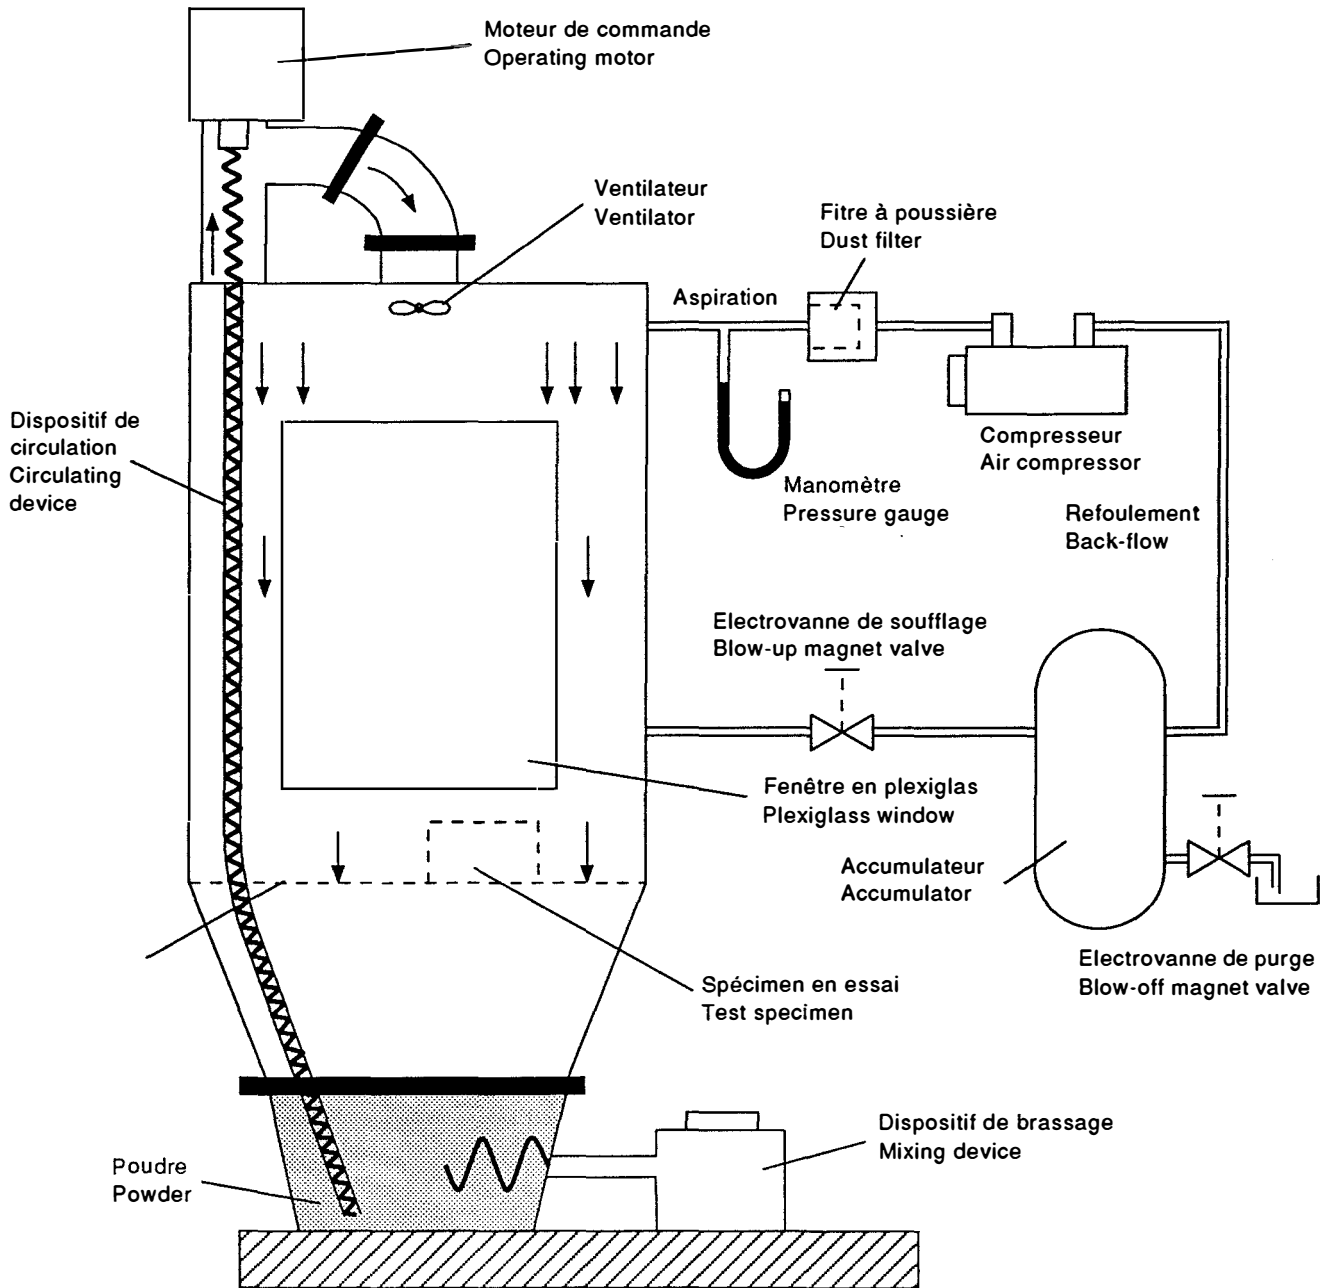 Moteur de commande
Operating motor
Ventilateur
Ventilator
Fitre à poussière
Dust filter
Aspiration
Dispositif de
circulation
Circulating
device
Compresseur
Air compressor
Manomètre
Pressure gauge
Refoulement
Back-flow
Electrovanne de soufflage
Blow-up magnet valve
Fenêtre en plexiglas
Plexiglass window
Accumulateur
Accumulator
Electrovanne de purge
Blow-off magnet valve
Spécimen en essai
Test specimen
Dispositif de brassage
Mixing device
Poudre
Powder